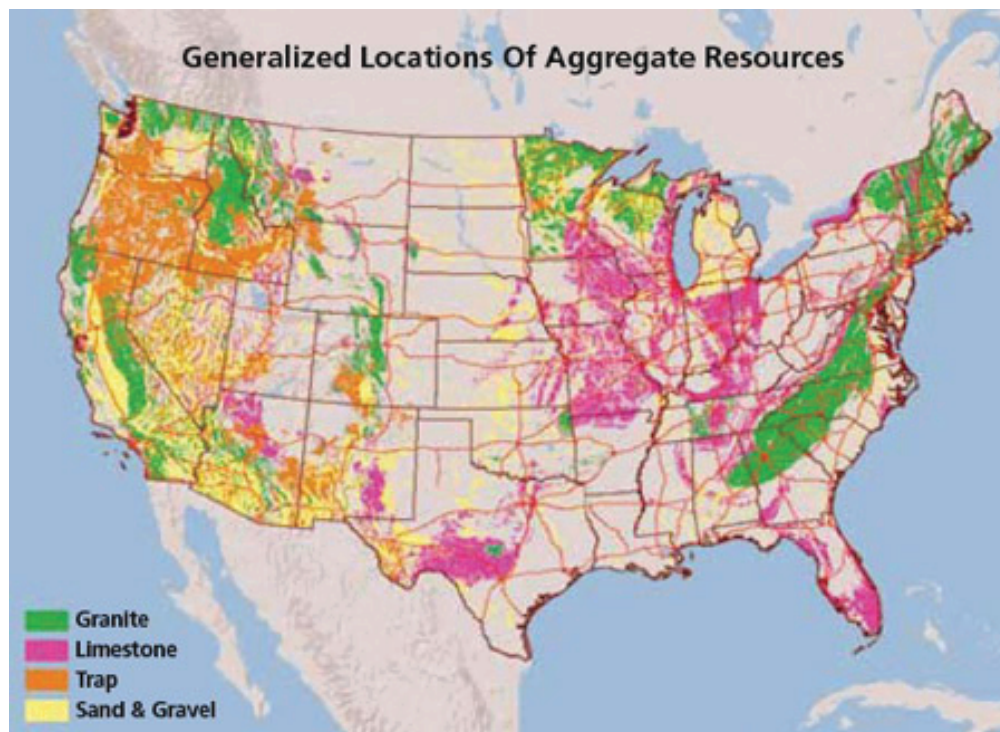 Generalized Locations Of Aggregate Resources
Granite
Limestone
Trap
Sand & Gravel